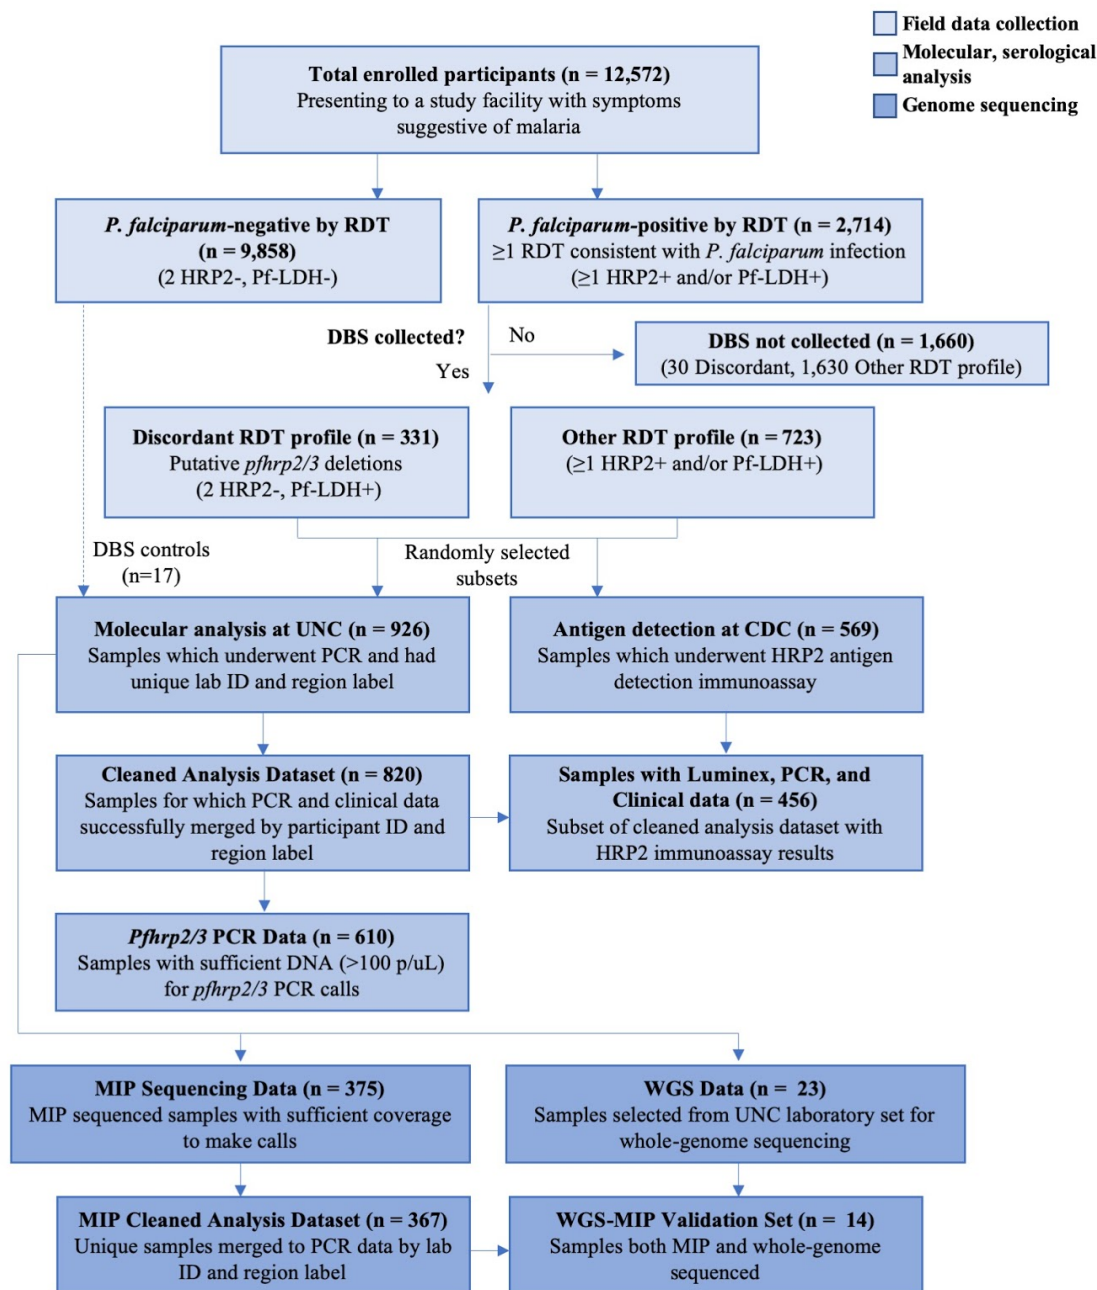 Field data collection
Molecular, serological
analysis
Genome sequencing
Total enrolled participants (n = 12,572)
Presenting to a study facility with symptoms
suggestive of malaria
P. falciparum-negative by RDT
(n = 9,858)
(2 HRP2-, Pf-LDH-)
P. falciparum-positive by RDT (n = 2,714)
≥1 RDT consistent with P. falciparum infection
(≥1 HRP2+ and/or Pf-LDH+)
DBS collected?
No
Yes
DBS not collected (n = 1,660)
(30 Discordant, 1,630 Other RDT profile)
Discordant RDT profile (n = 331)
Putative pfhrp2/3 deletions
(2 HRP2-, Pf-LDH+)
Other RDT profile (n = 723)
(≥1 HRP2+ and/or Pf-LDH+)
DBS controls
(n=17)
Randomly selected
subsets
Molecular analysis at UNC (n = 926)
Samples which underwent PCR and had
unique lab ID and region label
Antigen detection at CDC (n = 569)
Samples which underwent HRP2 antigen
detection immunoassay
Cleaned Analysis Dataset (n = 820)
Samples for which PCR and clinical data
successfully merged by participant ID and
region label
Samples with Luminex, PCR, and
Clinical data (n = 456)
Subset of cleaned analysis dataset with
HRP2 immunoassay results
Pfhrp2/3 PCR Data (n = 610)
Samples with sufficient DNA (>100 p/uL)
for pfhrp2/3 PCR calls
MIP Sequencing Data (n = 375)
MIP sequenced samples with sufficient coverage
to make calls
WGS Data (n =  23)
Samples selected from UNC laboratory set for
whole-genome sequencing
MIP Cleaned Analysis Dataset (n = 367)
Unique samples merged to PCR data by lab
ID and region label
WGS-MIP Validation Set (n =  14)
Samples both MIP and whole-genome
sequenced